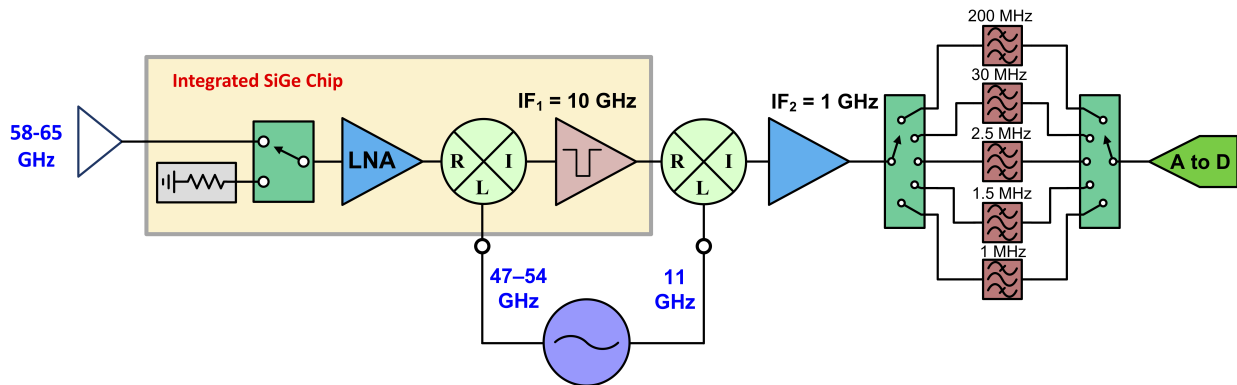 200 MHz
Integrated SiGe Chip
30 MHz
IF1 = 10 GHz
IF2 = 1 GHz
58-65
GHz
2.5 MHz
LNA
R I
L
R I
L
A to D
1.5 MHz
1 MHz
47–54
GHz
11
GHz